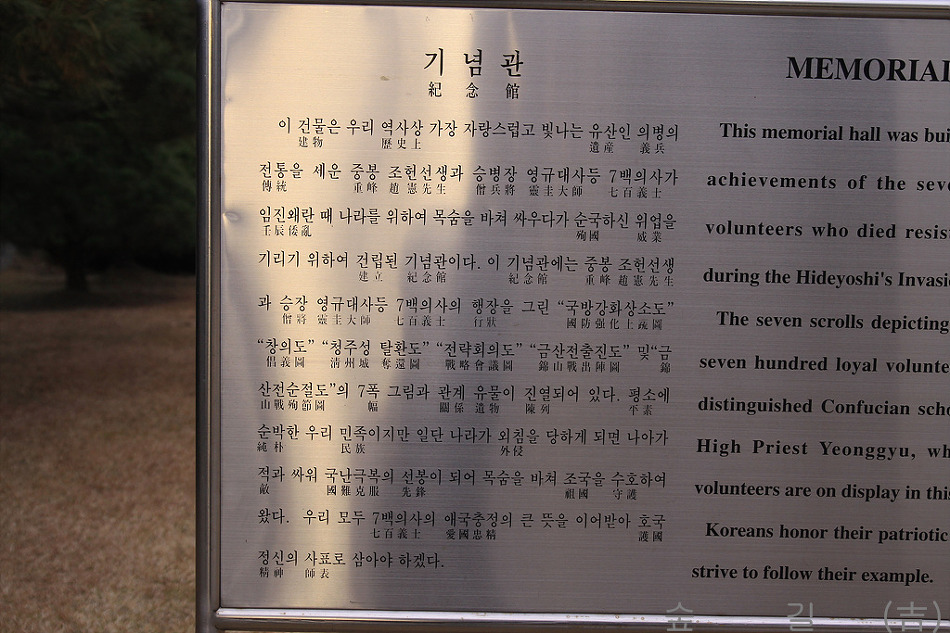 기념관
紀念館
이 건물은 우리 역사상 가장 자랑스럽고 빛나는 유산인 의병의
建物 歷史上 遺産 義兵
전통을 세운 중봉 조헌선생과 승병장 영규대사등 7백의사가
傳統 重峰 趙憲先生 僧兵將 靈圭大師 七百義士
임진왜란 때 나라를 위하여 목숨을 바쳐 싸우다가 순국하신 위업을
壬辰倭亂 殉國 威業
기리기 위하여 건립된 기념관이다. 이 기념관에는 중봉 조헌선생
建立 紀念館 紀念館 重峰 趙憲先生
과 승장 영규대사등 7백의사의 행장을 그린 “국방강화상소도”
僧將 靈圭大師 七百義士 行狀 國防强化上疏圖
“창의도” “청주성 탈환도” “전략회의도” “금산전출진도” 및“금
倡義圖 淸州城 奪還圖 戰略會議圖 錦山戰出陣圖 錦
산전순절도”의 7폭 그림과 관계 유물이 진열되어 있다. 평소에
山戰殉節圖 幅 關係 遺物 陳列 平素
순박한 우리 민족이지만 일단 나라가 외침을 당하게 되면 나아가
純朴 民族 外侵
적과 싸워 국난극복의 선봉이 되어 목숨을 바쳐 조국을 수호하여
敵 國難克服 先鋒 祖國 守護
왔다. 우리 모두 7백의사의 애국충정의 큰 뜻을 이어받아 호국
七百義士 愛國忠精 護國
정신의 사표로 삼아야 하겠다.
精神 師表
MEMORIAL
This memorial hall was bui
achievements of the seve
volunteers who died resis
during the Hideyoshi's Invasi
The seven scrolls depicting
seven hundred loyal volunte
distinguished Confucian scho
High Priest Yeonggyu, wh
volunteers are on display in this
Koreans honor their patriotic
strive to follow their example.
숲 길 (吉)